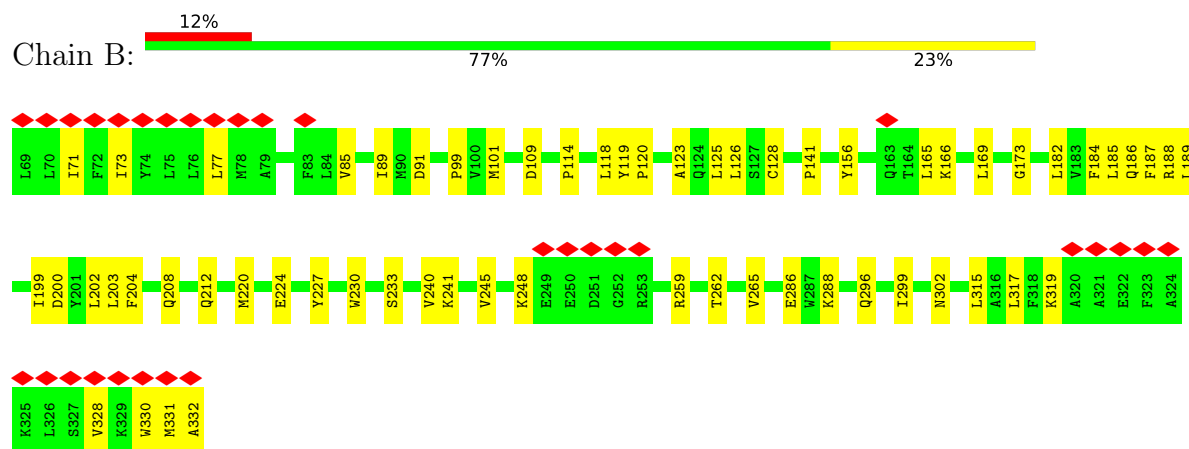 12%
Chain B:
77% 23%
L69 L70 I71 F72 I73 Y74 L75 L76 L77 M78 A79 F83 L84 V85 I89 M90 D91 P99 V100 M101 D109 P114 L118 Y119 P120 A123 Q124 L125 L126 S127 C128 P141 Y156 Q163 T164 L165 K166 L169 G173 L182 V183 F184 L185 Q186 F187 R188 L189
I199 D200 Y201 L202 L203 F204 Q208 Q212 M220 E224 Y227 W230 S233 V240 K241 V245 K248 E249 E250 D251 G252 R253 R259 T262 V265 E286 W287 K288 Q296 I299 N302 L315 A316 L317 F318 K319 A320 A321 E322 F323 A324
K325 L326 S327 V328 K329 W330 M331 A332